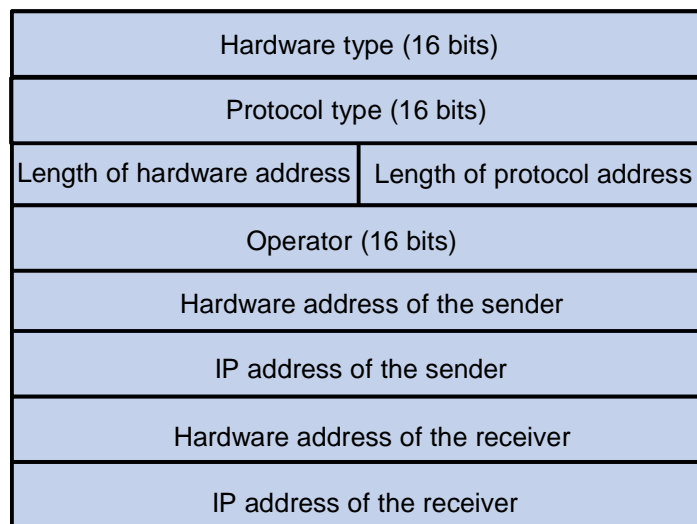 Hardware type (16 bits)
Protocol type (16 bits)
Length of hardware address
Length of protocol address
Operator (16 bits)
Hardware address of the sender
IP address of the sender
Hardware address of the receiver
IP address of the receiver